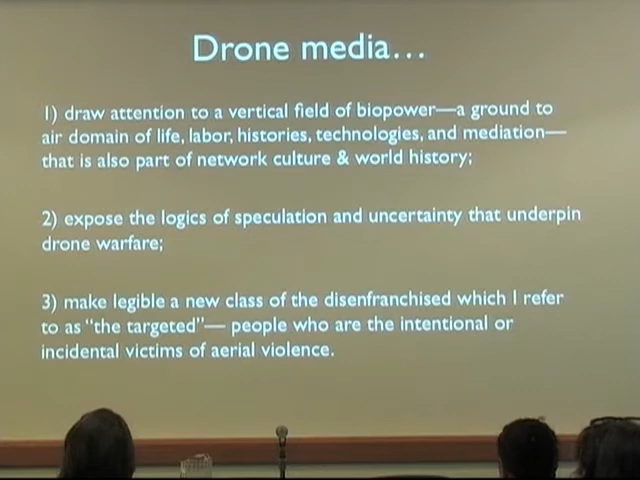 Drone media...
1) draw attention to a vertical field of biopower—a ground to
air domain of life, labor, histories, technologies, and mediation—
that is also part of network culture & world history;
2) expose the logics of speculation and uncertainty that underpin
drone warfare;
3) make legible a new class of the disenfranchised which I refer
to as "the targeted"— people who are the intentional or
incidental victims of aerial violence.